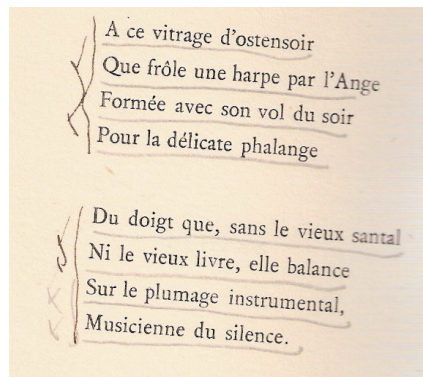 A ce vitrage d'ostensoir
Que frôle une harpe par l'Ange
Formée avec son vol du soir
Pour la délicate phalange
Du doigt que, sans le vieux santal
Ni le vieux livre, elle balance
Sur le plumage instrumental,
Musicienne du silence.